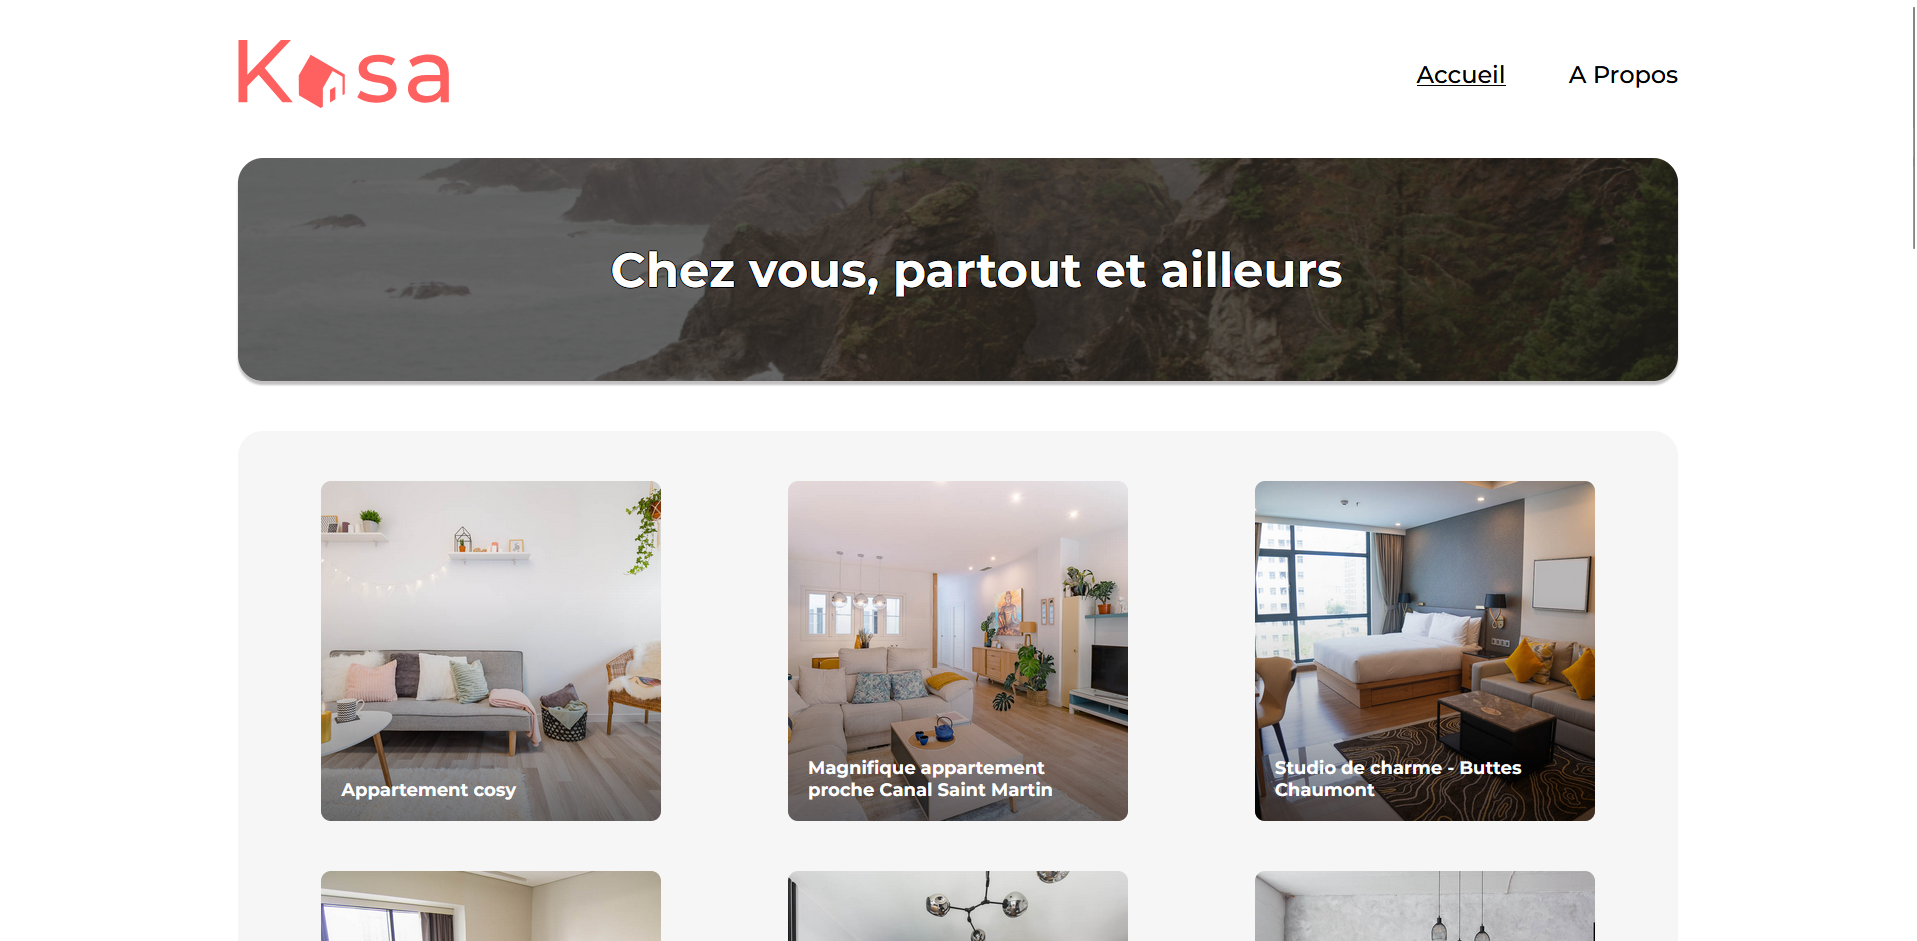 Kasa
Accueil
A Propos
Chez vous, partout et ailleurs
Appartement cosy
Magnifique appartement
proche Canal Saint Martin
Studio de charme - Buttes
Chaumont